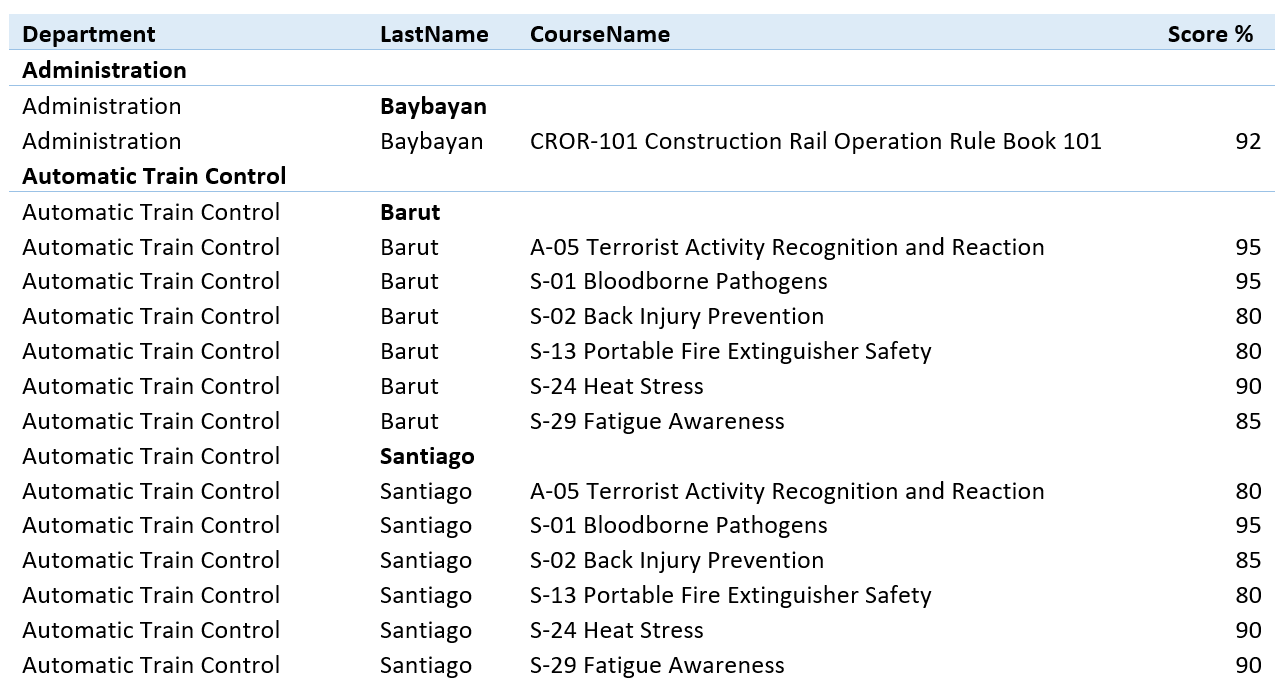 Department LastName CourseName Score %
Administration
Administration Baybayan
Administration Baybayan CROR-101 Construction Rail Operation Rule Book 101 92
Automatic Train Control
Automatic Train Control Barut
Automatic Train Control Barut A-05 Terrorist Activity Recognition and Reaction 95
Automatic Train Control Barut S-01 Bloodborne Pathogens 95
Automatic Train Control Barut S-02 Back Injury Prevention 80
Automatic Train Control Barut S-13 Portable Fire Extinguisher Safety 80
Automatic Train Control Barut S-24 Heat Stress 90
Automatic Train Control Barut S-29 Fatigue Awareness 85
Automatic Train Control Santiago
Automatic Train Control Santiago A-05 Terrorist Activity Recognition and Reaction 80
Automatic Train Control Santiago S-01 Bloodborne Pathogens 95
Automatic Train Control Santiago S-02 Back Injury Prevention 85
Automatic Train Control Santiago S-13 Portable Fire Extinguisher Safety 80
Automatic Train Control Santiago S-24 Heat Stress 90
Automatic Train Control Santiago S-29 Fatigue Awareness 90